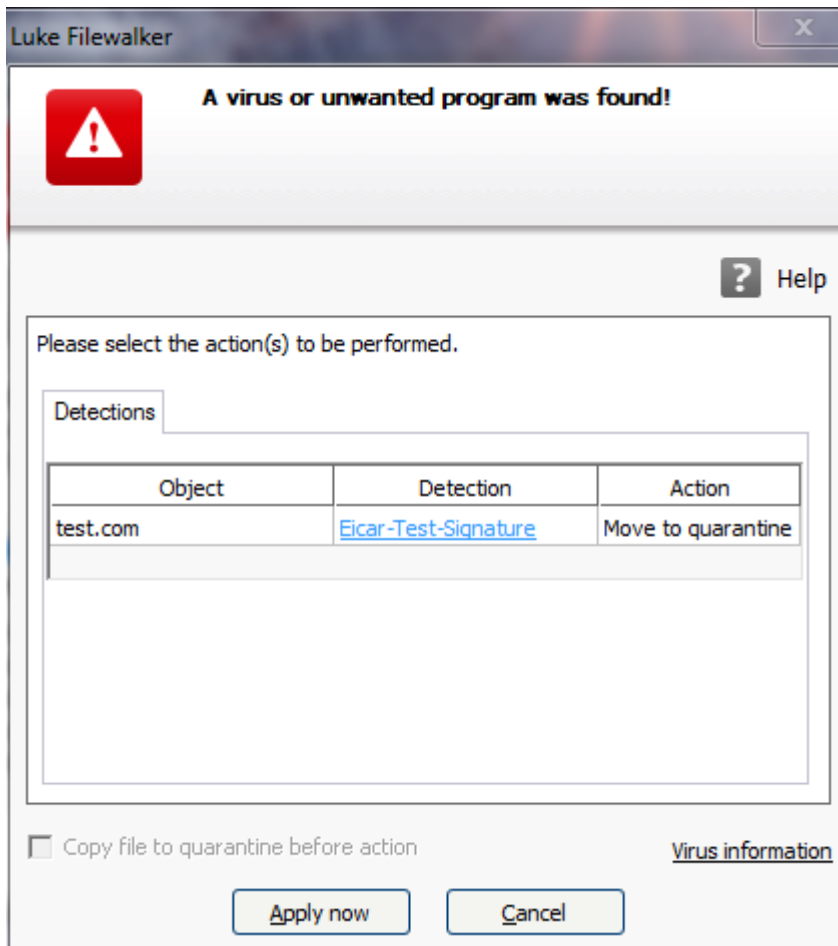 Luke Filewalker
A virus or unwanted program was found!
? Help
Please select the action(s) to be performed.
Detections
Object Detection Action
test.com Eicar-Test-Signature Move to quarantine
Copy file to quarantine before action Virus information
Apply now Cancel